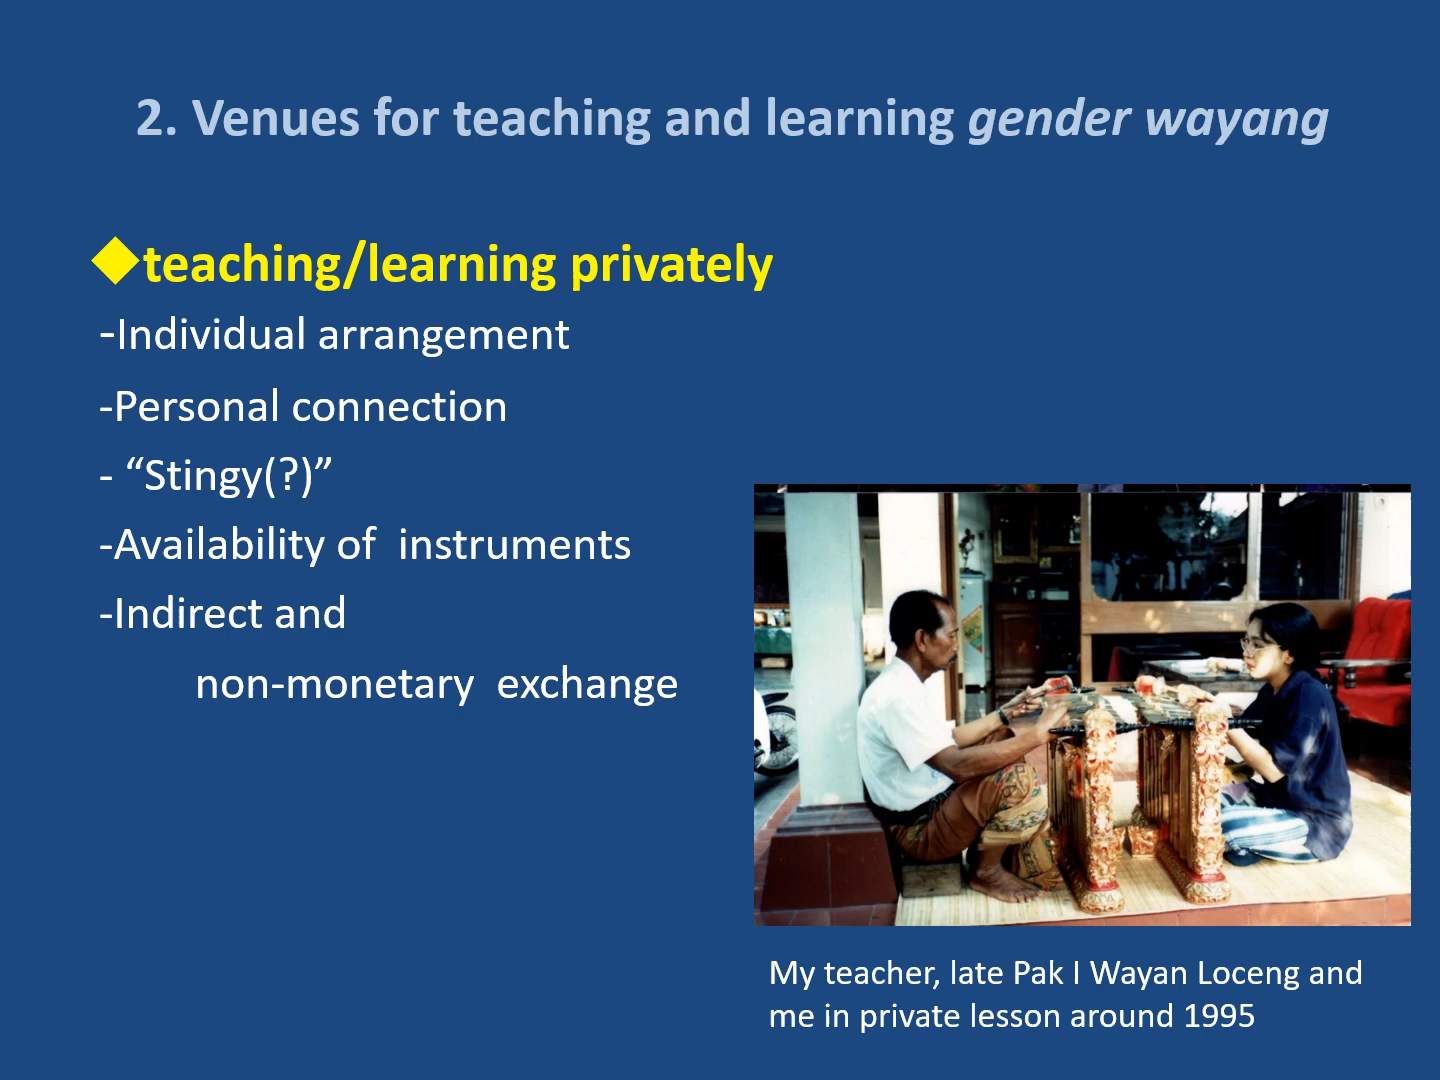 2. Venues for teaching and learning gender wayang
◆teaching/learning privately
-Individual arrangement
-Personal connection
- “Stingy(?)”
-Availability of  instruments
-Indirect and
non-monetary  exchange
My teacher, late Pak I Wayan Loceng and
me in private lesson around 1995